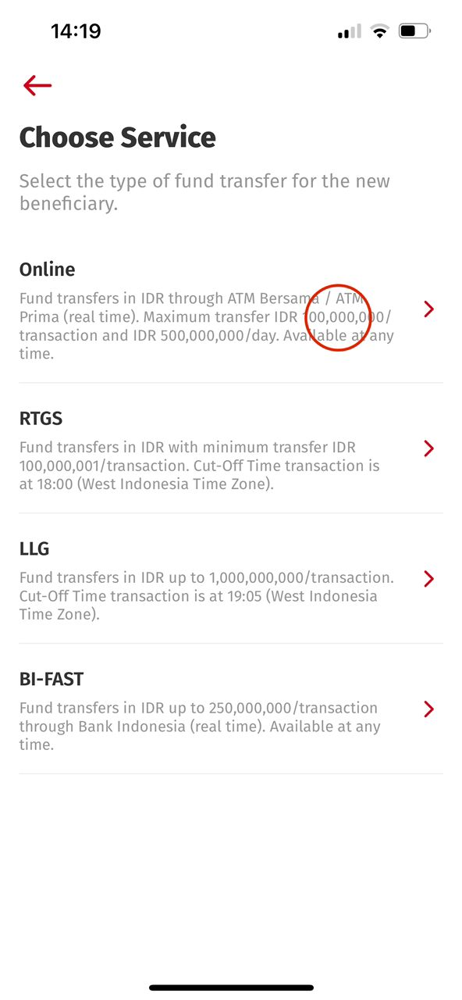 14:19
Choose Service
Select the type of fund transfer for the new
beneficiary.
Online
Fund transfers in IDR through ATM Bersama / ATM
Prima (real time). Maximum transfer IDR 100,000,000/
transaction and IDR 500,000,000/day. Available at any
time.
RTGS
Fund transfers in IDR with minimum transfer IDR
100,000,001/transaction. Cut-Off Time transaction is
at 18:00 (West Indonesia Time Zone).
LLG
Fund transfers in IDR up to 1,000,000,000/transaction.
Cut-Off Time transaction is at 19:05 (West Indonesia
Time Zone).
BI-FAST
Fund transfers in IDR up to 250,000,000/transaction
through Bank Indonesia (real time). Available at any
time.